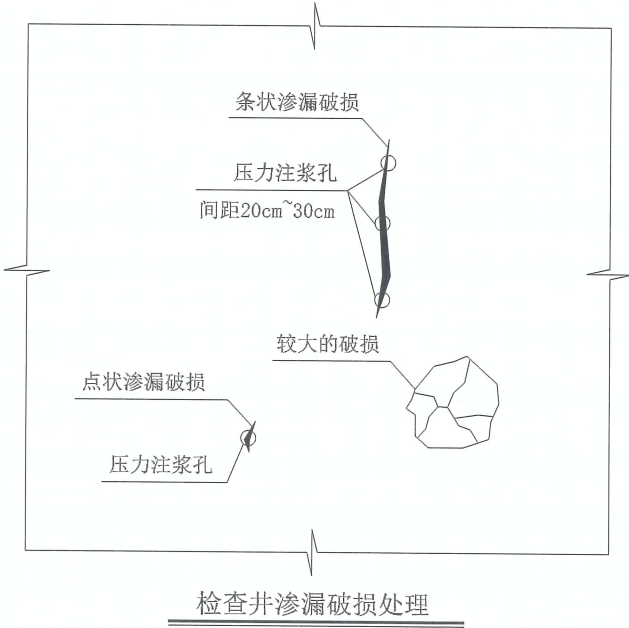 条状渗漏破损
压力注浆孔
间距20cm~30cm
较大的破损
点状渗漏破损
压力注浆孔
检查井渗漏破损处理